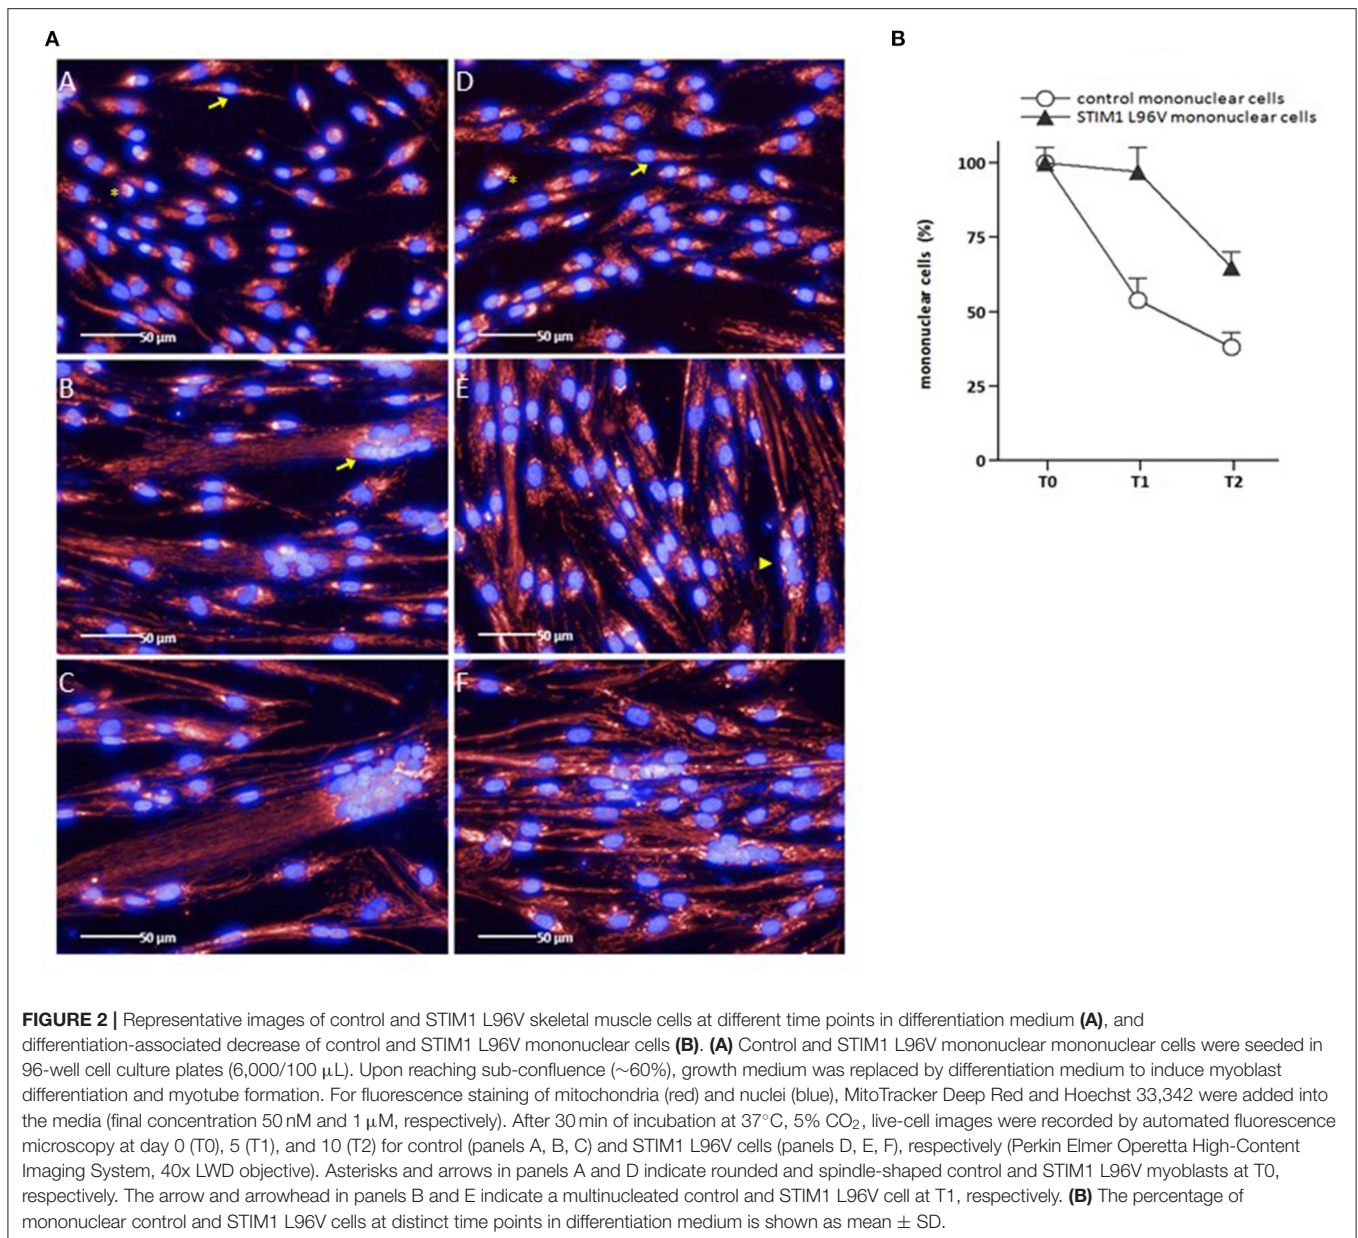 A
B
A
*
50 µm
D
*
50 µm
B
50 µm
E
50 µm
C
50 µm
F
50 µm
control mononuclear cells
STIM1 L96V mononuclear cells
mononuclear cells (%)
100
75
50
25
0
T0 T1 T2
FIGURE 2 | Representative images of control and STIM1 L96V skeletal muscle cells at different time points in differentiation medium (A), and
differentiation-associated decrease of control and STIM1 L96V mononuclear cells (B). (A) Control and STIM1 L96V mononuclear mononuclear cells were seeded in
96-well cell culture plates (6,000/100 µL). Upon reaching sub-confluence (~60%), growth medium was replaced by differentiation medium to induce myoblast
differentiation and myotube formation. For fluorescence staining of mitochondria (red) and nuclei (blue), MitoTracker Deep Red and Hoechst 33,342 were added into
the media (final concentration 50 nM and 1 µM, respectively). After 30 min of incubation at 37°C, 5% CO₂, live-cell images were recorded by automated fluorescence
microscopy at day 0 (T0), 5 (T1), and 10 (T2) for control (panels A, B, C) and STIM1 L96V cells (panels D, E, F), respectively (Perkin Elmer Operetta High-Content
Imaging System, 40x LWD objective). Asterisks and arrows in panels A and D indicate rounded and spindle-shaped control and STIM1 L96V myoblasts at T0,
respectively. The arrow and arrowhead in panels B and E indicate a multinucleated control and STIM1 L96V cell at T1, respectively. (B) The percentage of
mononuclear control and STIM1 L96V cells at distinct time points in differentiation medium is shown as mean ± SD.